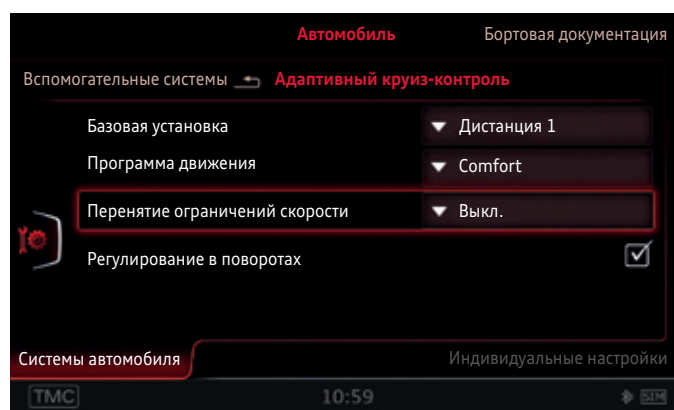 Автомобиль Бортовая документация
Вспомогательные системы Адаптивный круиз-контроль
Базовая установка Дистанция 1
Программа движения Comfort
Перенятие ограничений скорости Выкл.
Регулирование в поворотах
Системы автомобиля Индивидуальные настройки
TMC 10:59 SIM